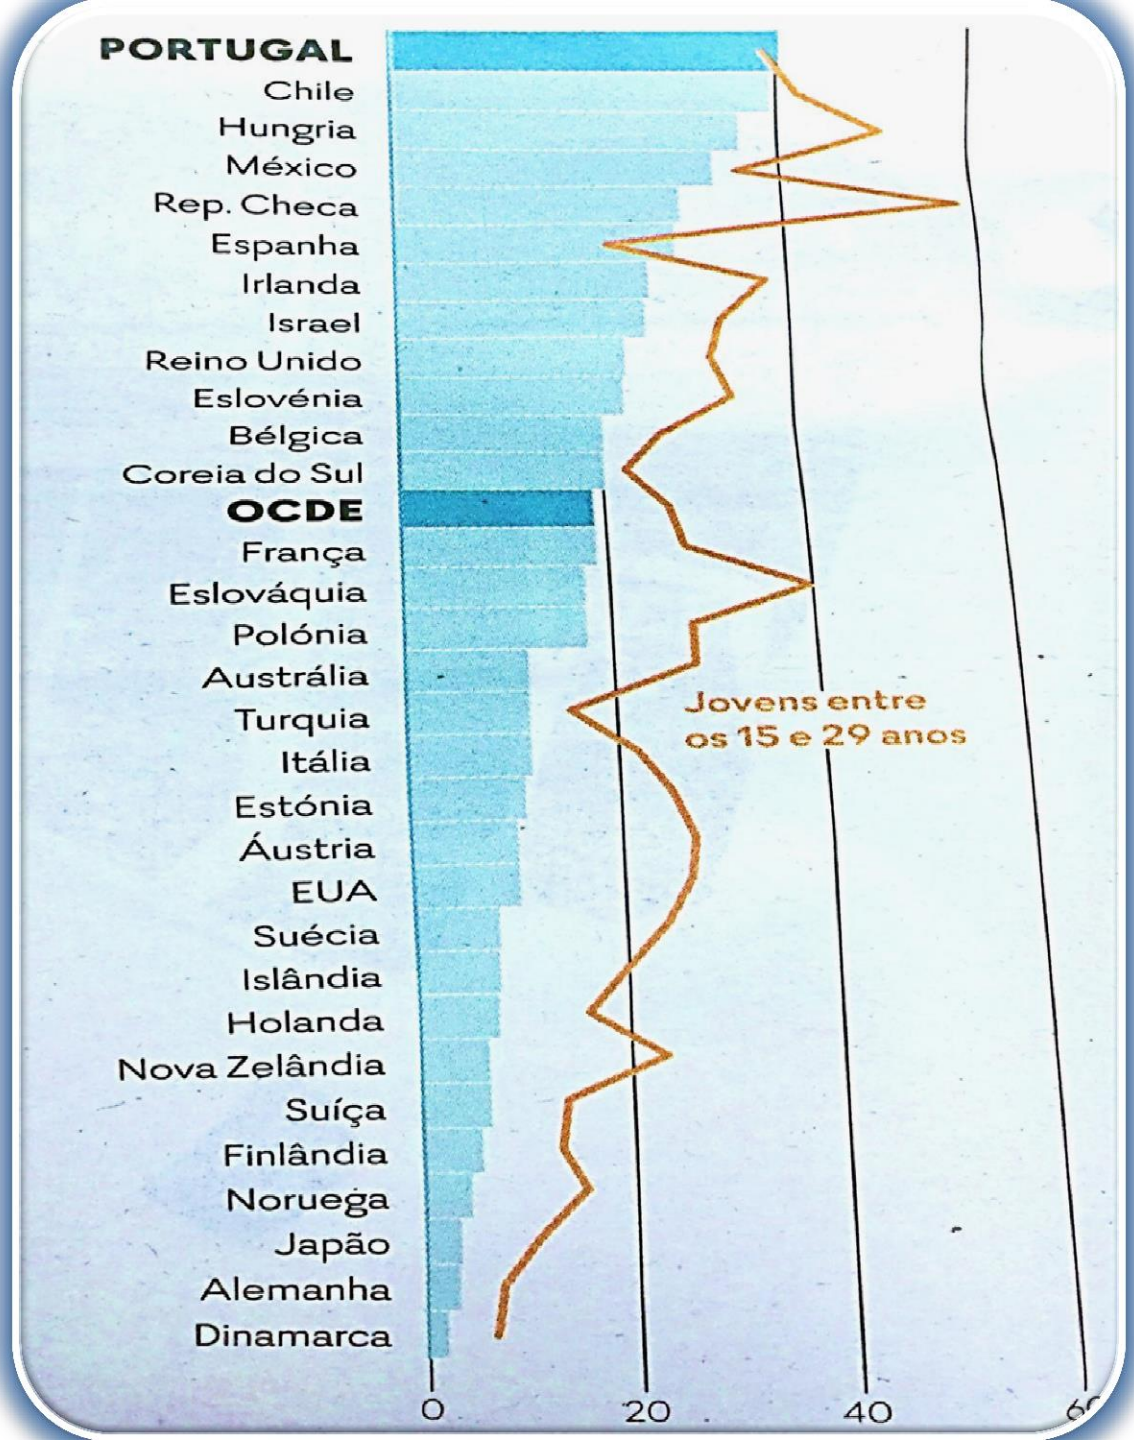 PORTUGAL
Chile
Hungria
México
Rep. Checa
Espanha
Irlanda
Israel
Reino Unido
Eslovénia
Bélgica
Coreia do Sul
OCDE
França
Eslováquia
Polónia
Austrália
Turquia
Itália
Estónia
Áustria
EUA
Suécia
Islândia
Holanda
Nova Zelândia
Suíça
Finlândia
Noruega
Japão
Alemanha
Dinamarca
Jovens entre
os 15 e 29 anos
0 20 40 60